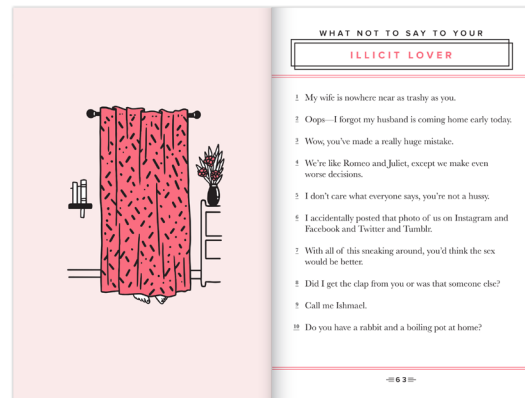 WHAT NOT TO SAY TO YOUR
ILLICIT LOVER
1 My wife is nowhere near as trashy as you.
2 Oops—I forgot my husband is coming home early today.
3 Wow, you've made a really huge mistake.
4 We're like Romeo and Juliet, except we make even
worse decisions.
5 I don't care what everyone says, you're not a hussy.
6 I accidentally posted that photo of us on Instagram and
Facebook and Twitter and Tumblr.
7 With all of this sneaking around, you'd think the sex
would be better.
8 Did I get the clap from you or was that someone else?
9 Call me Ishmael.
10 Do you have a rabbit and a boiling pot at home?
63